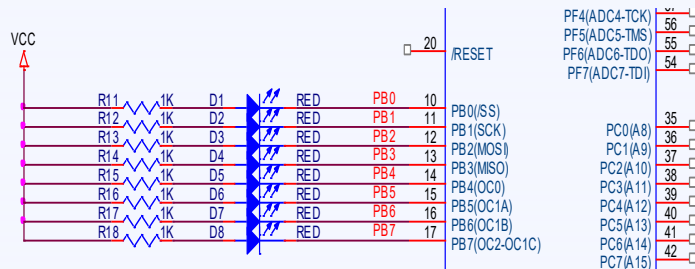 VCC
R11 1K D1 RED PB0 10 PB0(/SS)
R12 1K D2 RED PB1 11 PB1(SCK)
R13 1K D3 RED PB2 12 PB2(MOSI)
R14 1K D4 RED PB3 13 PB3(MISO)
R15 1K D5 RED PB4 14 PB4(OC0)
R16 1K D6 RED PB5 15 PB5(OC1A)
R17 1K D7 RED PB6 16 PB6(OC1B)
R18 1K D8 RED PB7 17 PB7(OC2-OC1C)
20 /RESET
PF4(ADC4-TCK)
PF5(ADC5-TMS) 56
PF6(ADC6-TDO) 55
PF7(ADC7-TDI) 54
PC0(A8) 35
PC1(A9) 36
PC2(A10) 37
PC3(A11) 38
PC4(A12) 39
PC5(A13) 40
PC6(A14) 41
PC7(A15) 42